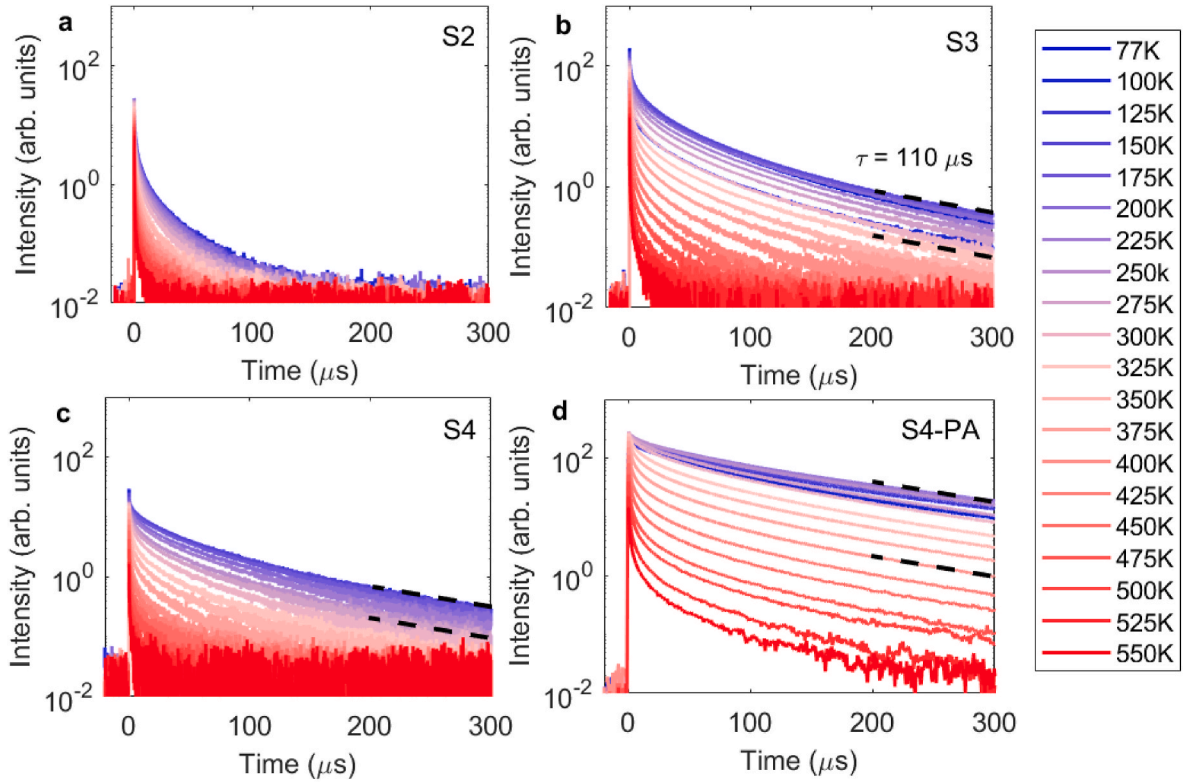 a
S2
Intensity (arb. units)
10^2
10^0
10^-2
0
100
200
300
Time (μs)
b
S3
τ = 110 μs
Intensity (arb. units)
10^2
10^0
10^-2
0
100
200
300
Time (μs)
c
S4
Intensity (arb. units)
10^2
10^0
10^-2
0
100
200
300
Time (μs)
d
S4-PA
Intensity (arb. units)
10^2
10^0
10^-2
0
100
200
300
Time (μs)
77K
100K
125K
150K
175K
200K
225K
250k
275K
300K
325K
350K
375K
400K
425K
450K
475K
500K
525K
550K